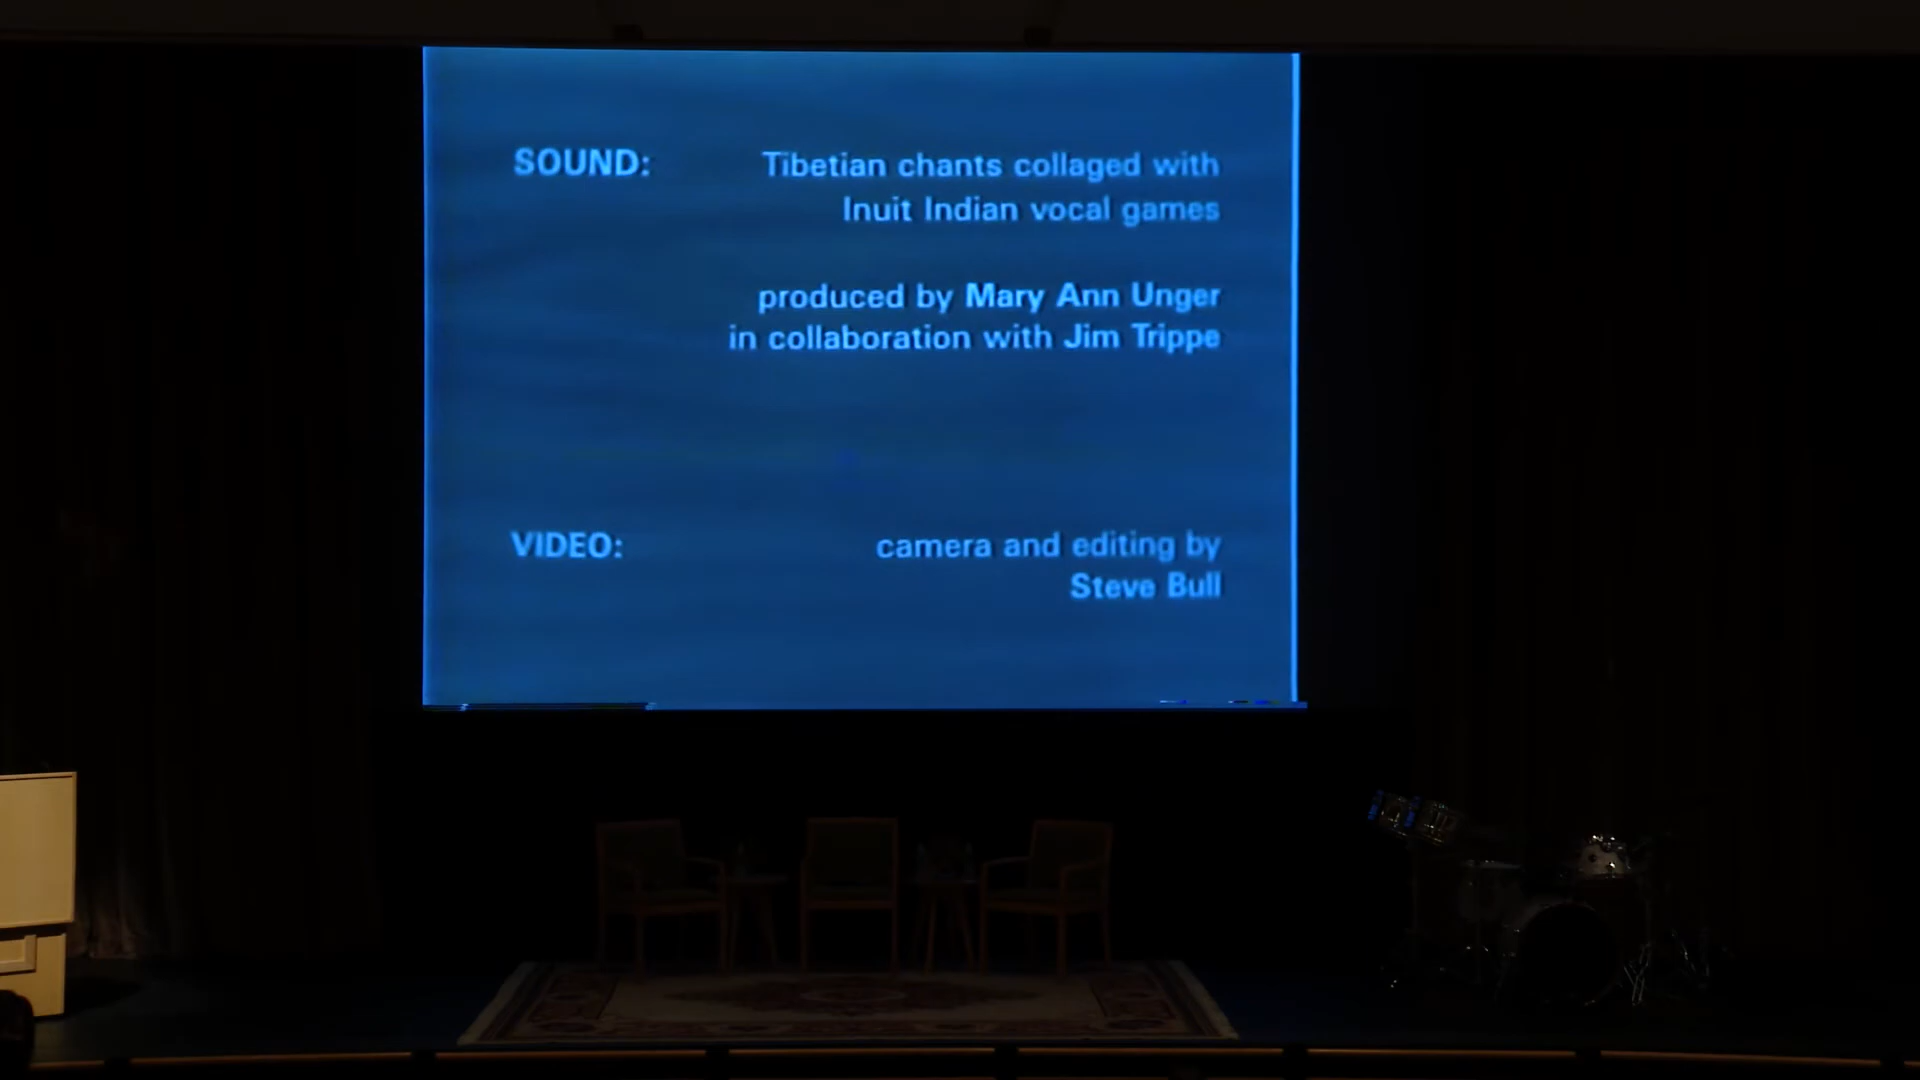 SOUND: Tibetian chants collaged with
Inuit Indian vocal games
produced by Mary Ann Unger
in collaboration with Jim Trippe
VIDEO: camera and editing by
Steve Bull